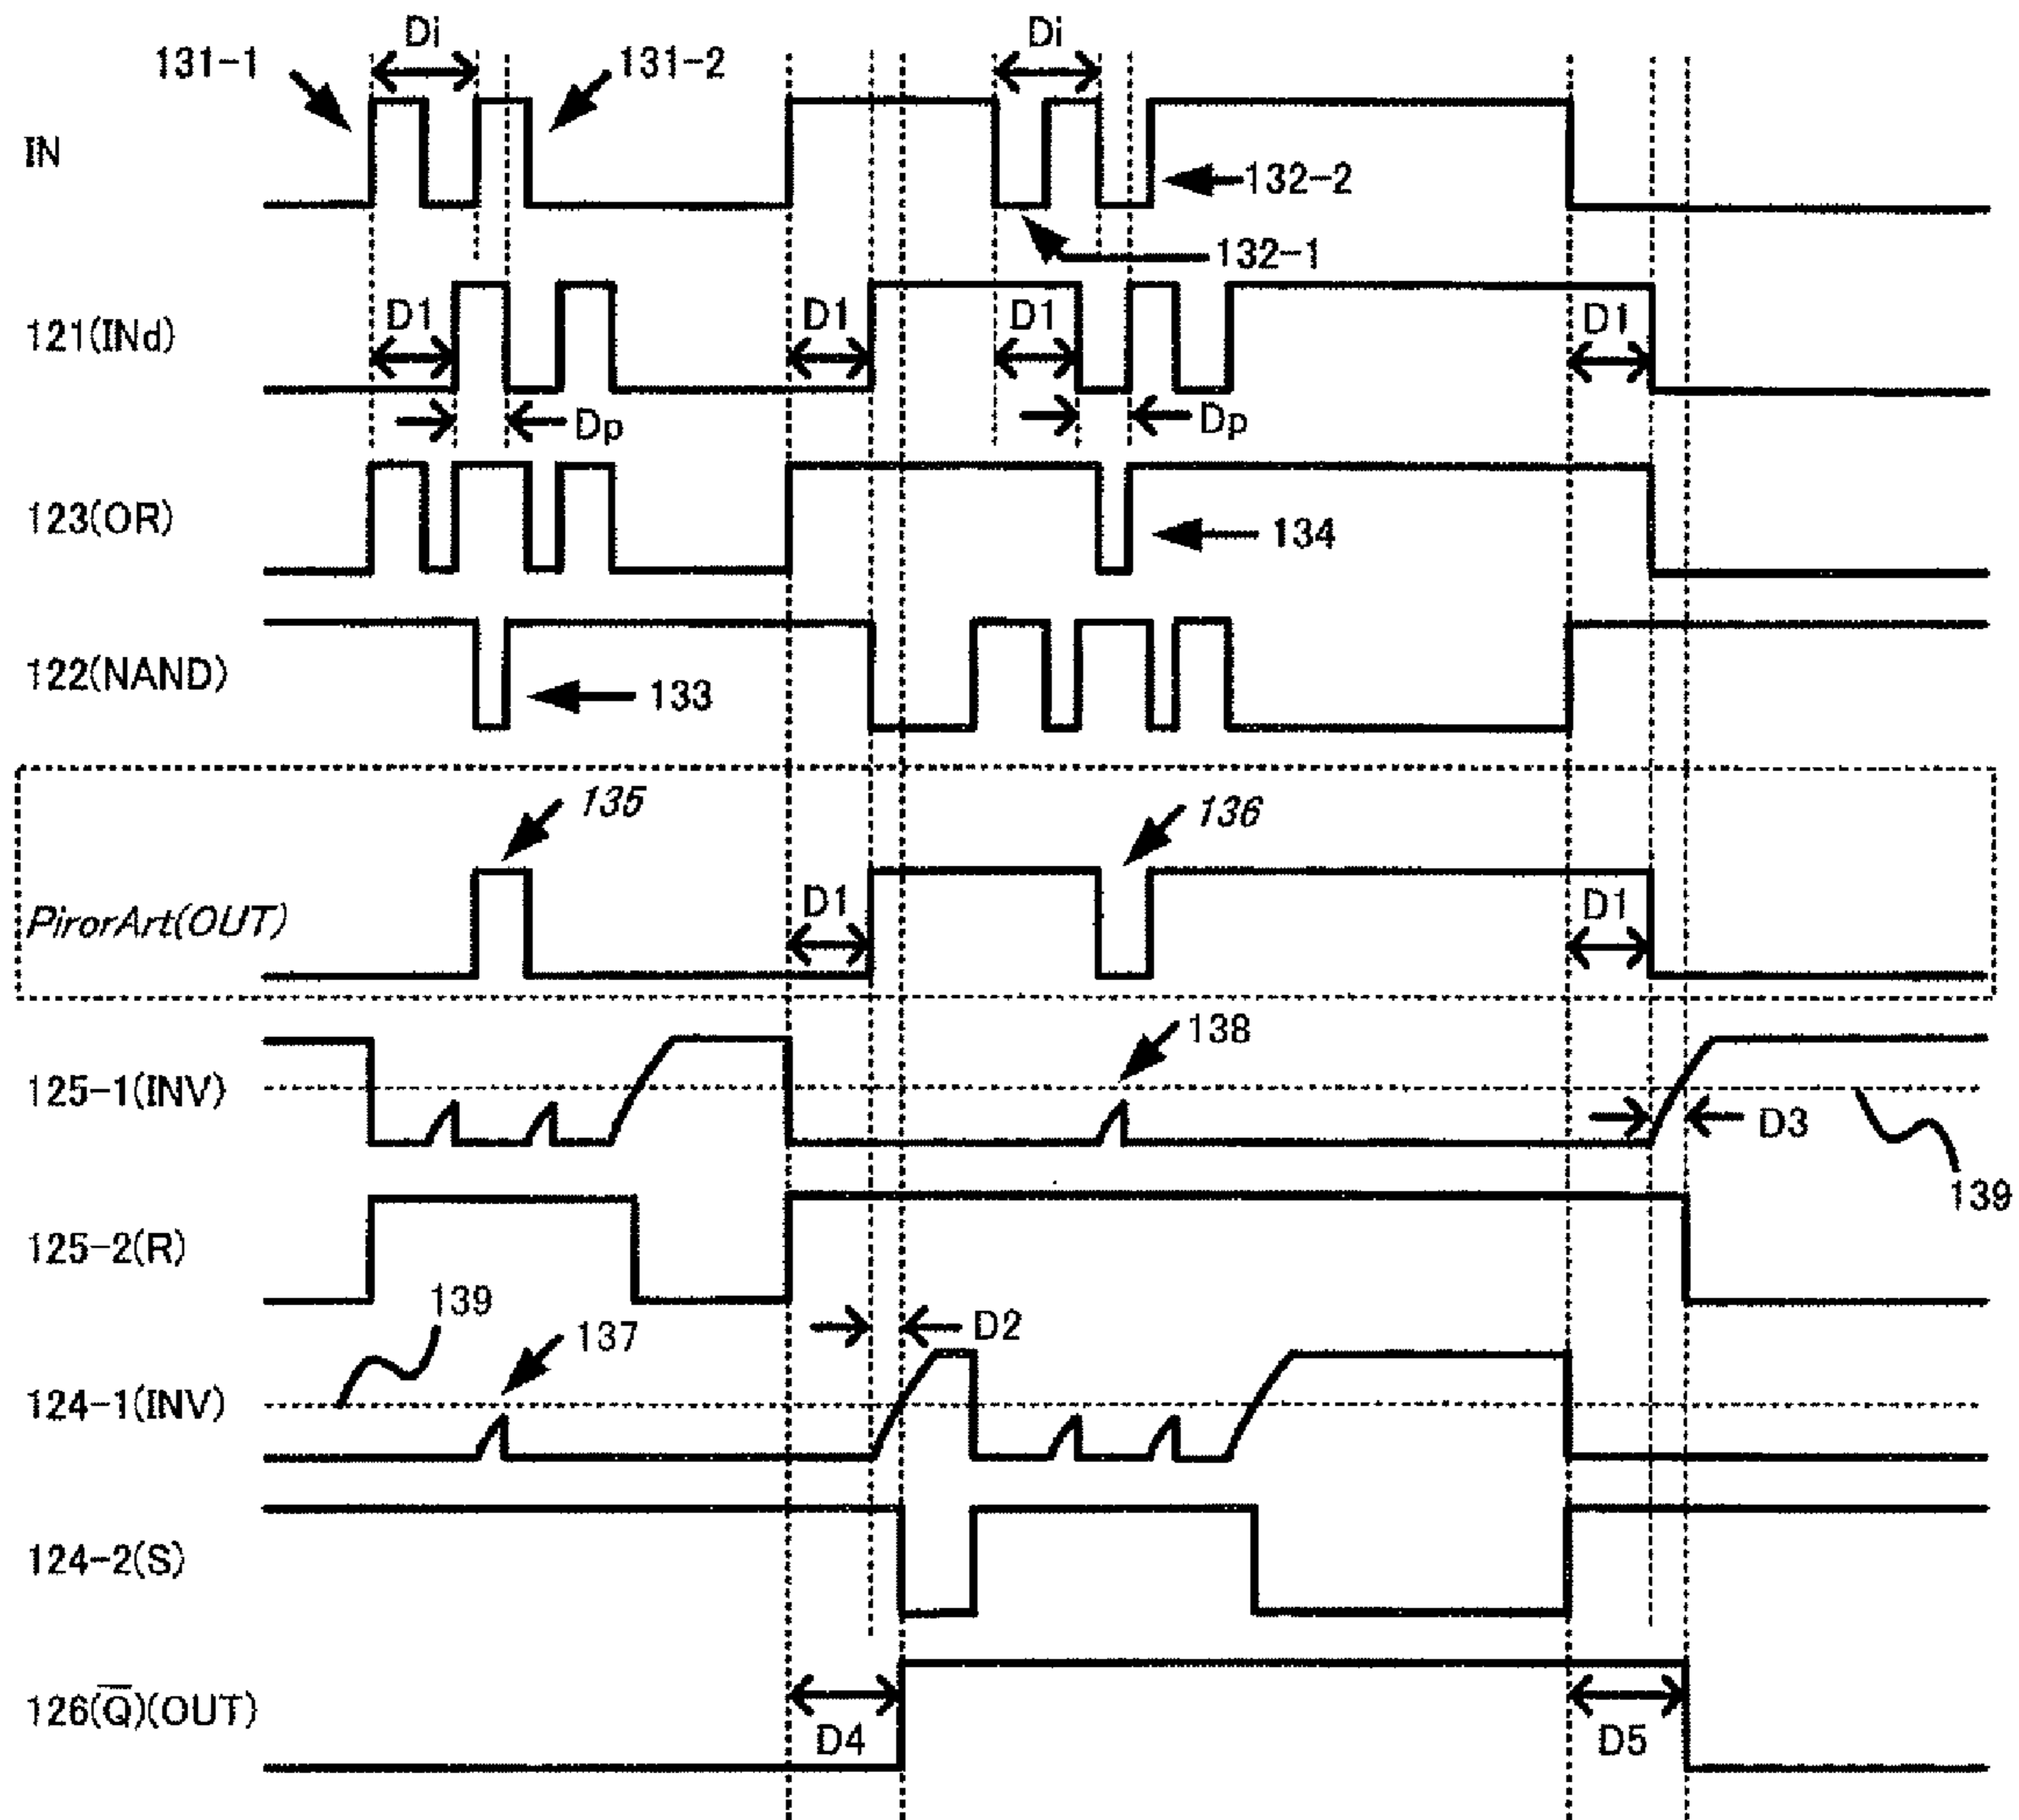 Di
Di
131-1
131-2
IN
132-2
132-1
121(INd)
D1
D1
D1
D1
Dp
Dp
123(OR)
134
122(NAND)
133
135
136
PirorArt(OUT)
D1
D1
138
125-1(INV)
D3
139
125-2(R)
139
137
D2
124-1(INV)
124-2(S)
126(Q̅)(OUT)
D4
D5